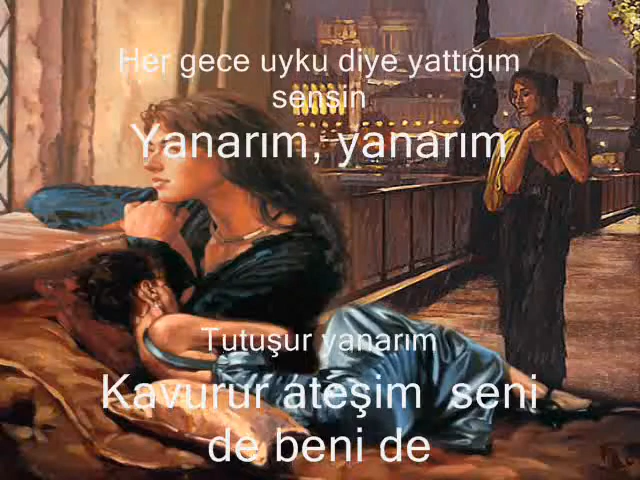 Her gece uyku diye yattığım
sensin
Yanarım, yanarım
Tutuşur yanarım
Kavurur ateşim seni
de beni de